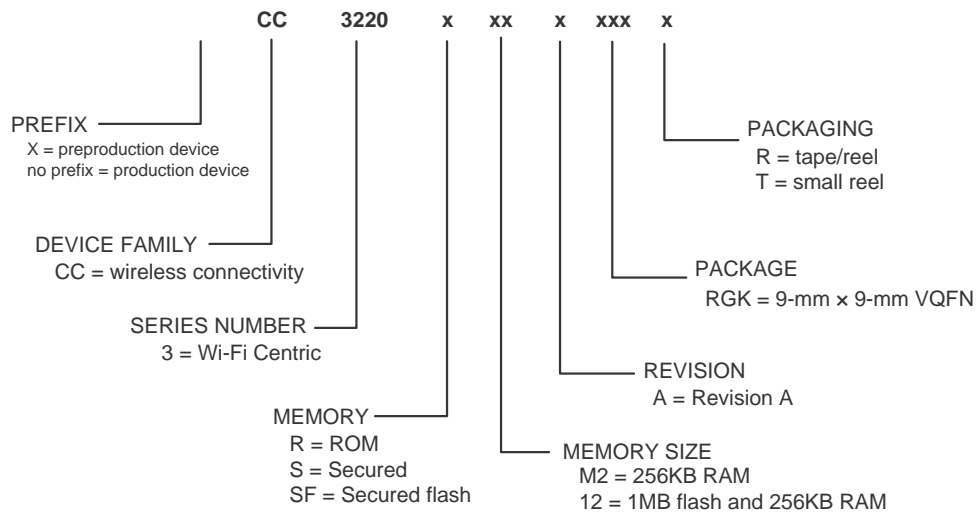 CC 3220 x xx x xxx x
PREFIX
X = preproduction device
no prefix = production device
DEVICE FAMILY
CC = wireless connectivity
SERIES NUMBER
3 = Wi-Fi Centric
MEMORY
R = ROM
S = Secured
SF = Secured flash
PACKAGING
R = tape/reel
T = small reel
PACKAGE
RGK = 9-mm × 9-mm VQFN
REVISION
A = Revision A
MEMORY SIZE
M2 = 256KB RAM
12 = 1MB flash and 256KB RAM